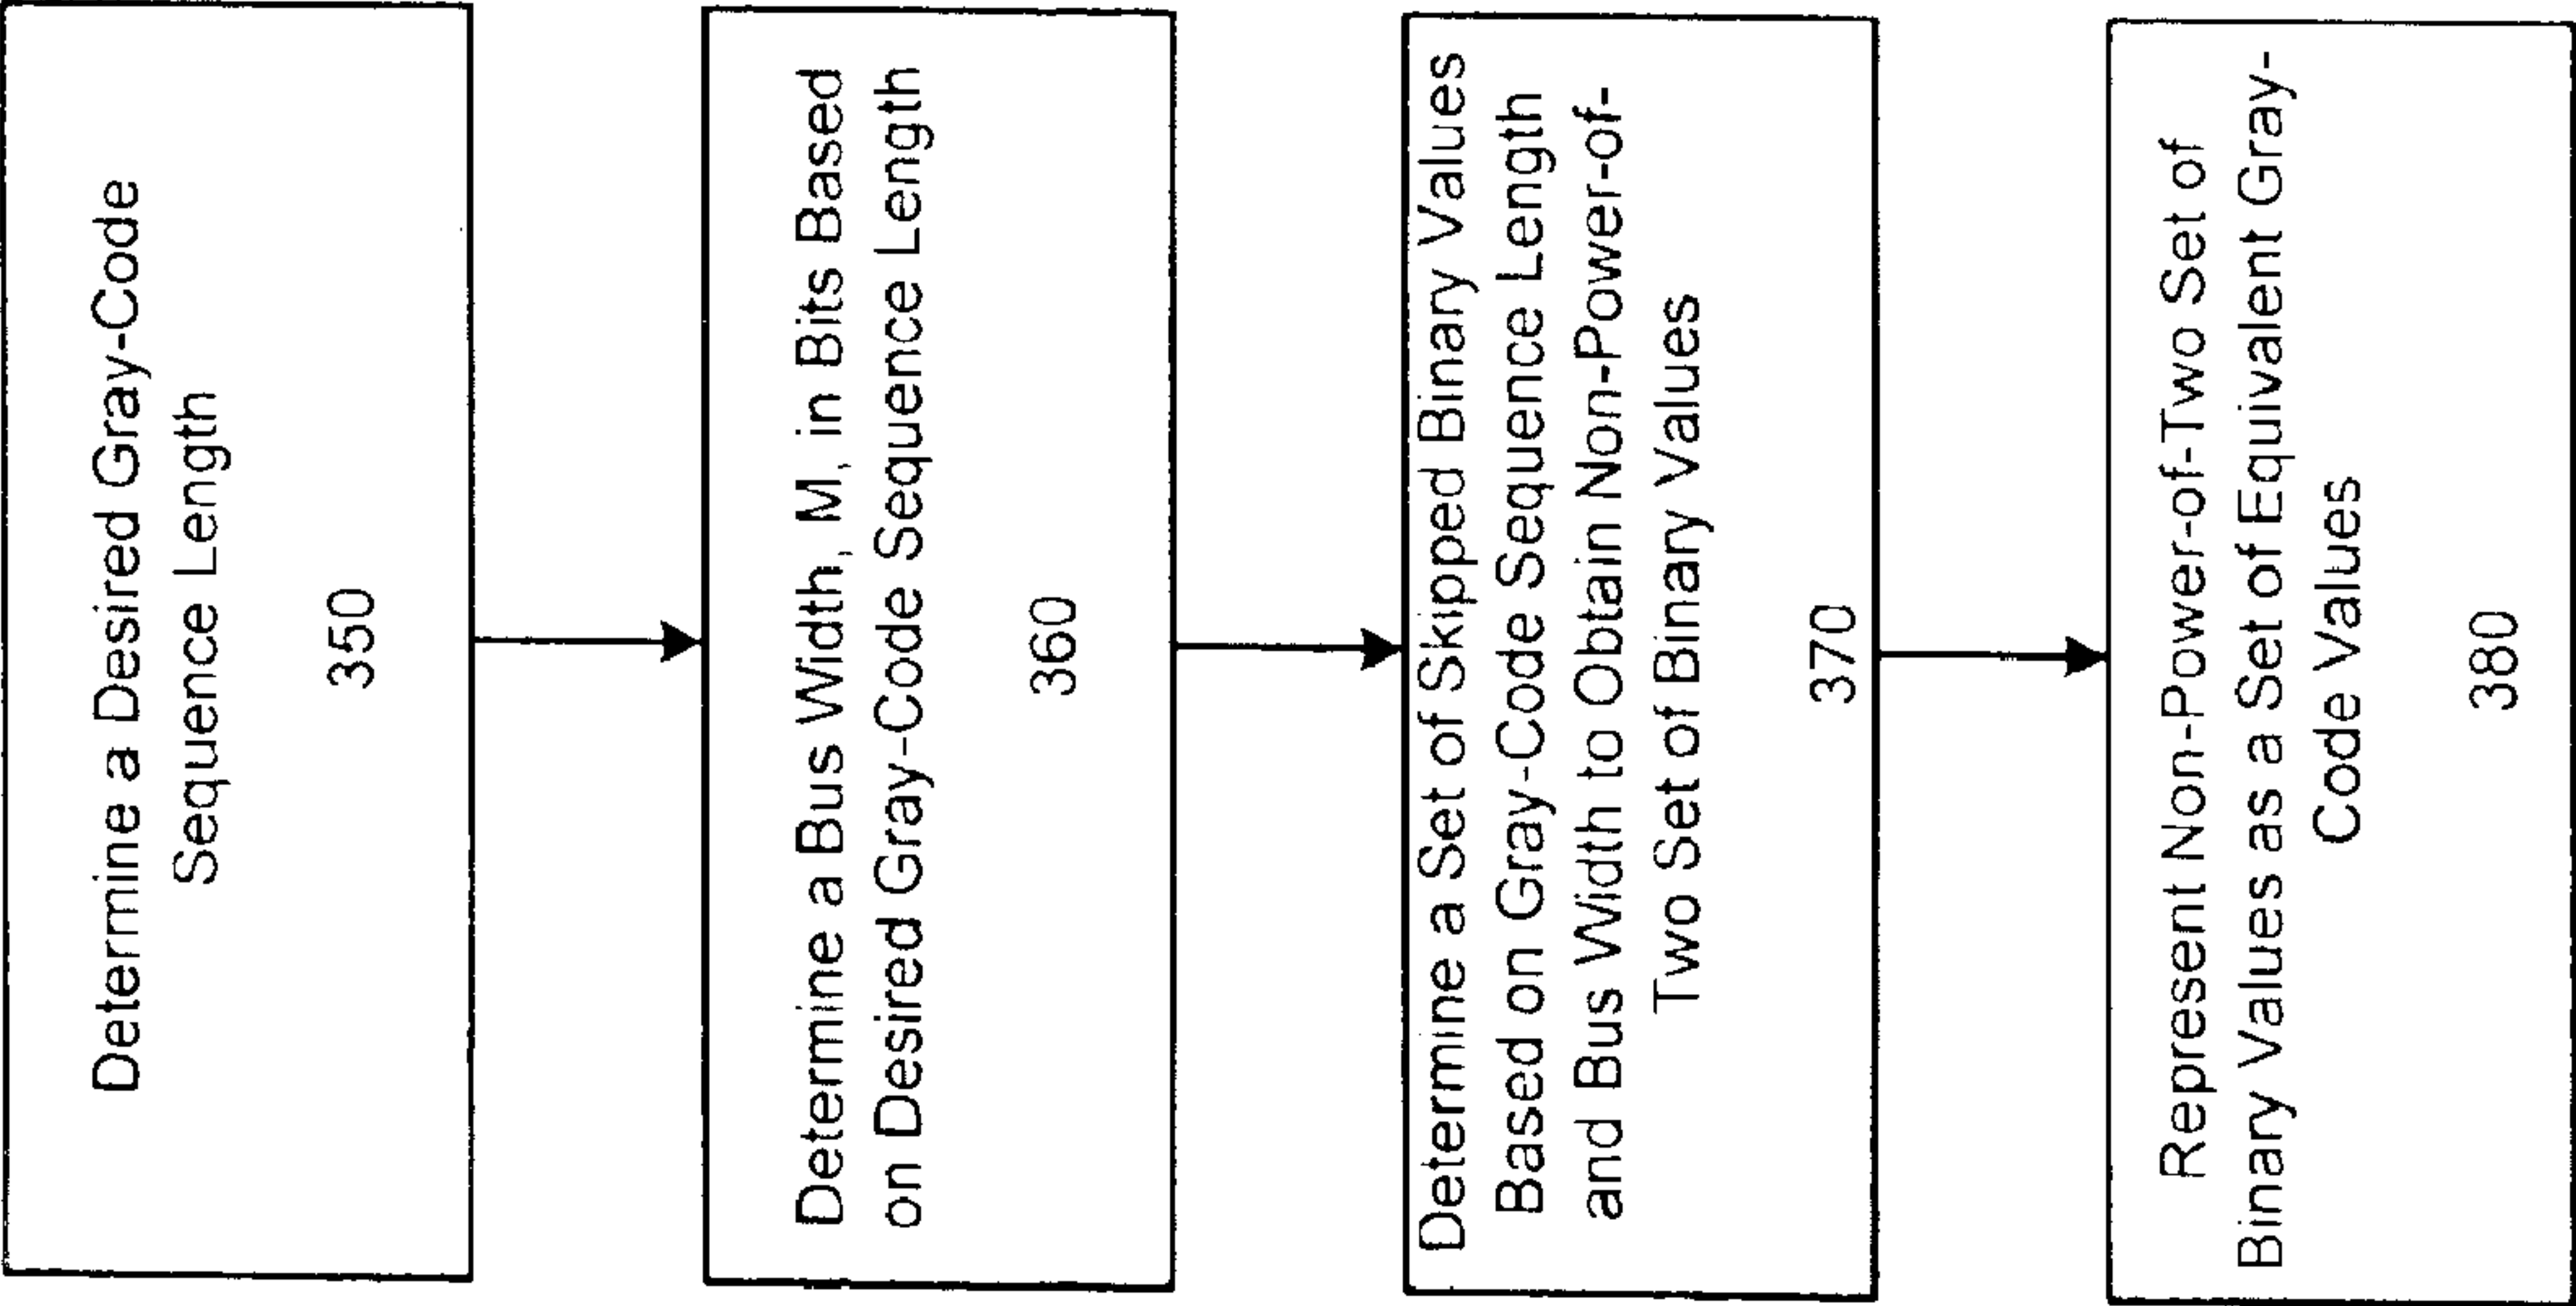 Determine a Desired Gray-Code
Sequence Length
350
Determine a Bus Width, M, in Bits Based
on Desired Gray-Code Sequence Length
360
Determine a Set of Skipped Binary Values
Based on Gray-Code Sequence Length
and Bus Width to Obtain Non-Power-of-
Two Set of Binary Values
370
Represent Non-Power-of-Two Set of
Binary Values as a Set of Equivalent Gray-
Code Values
380